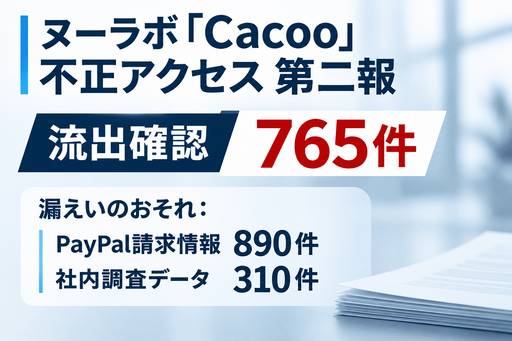 ヌーラボ「Cacoo」
不正アクセス 第二報
流出確認 765件
漏えいのおそれ：
PayPal請求情報 890件
社内調査データ 310件